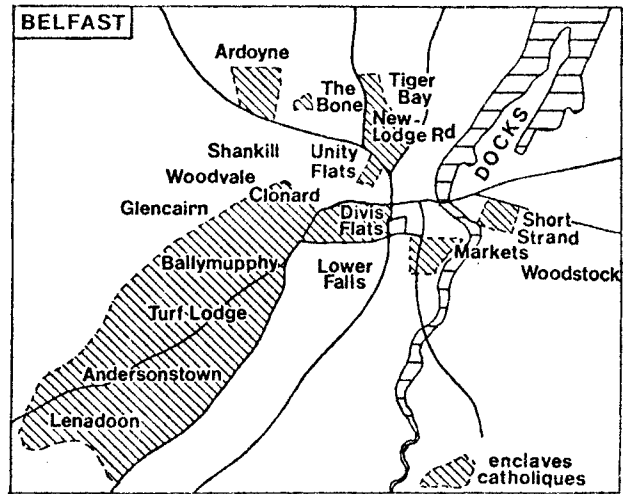 BELFAST
Ardoyne
The
Bone
Tiger
Bay
New-
Lodge Rd
DOCKS
Shankill
Unity
Flats
Woodvale
Clonard
Glencairn
Divis
Flats
Short
Strand
Markets
Woodstock
Ballymupphy
Lower
Falls
Turf Lodge
Andersonstown
Lenadoon
enclaves
catholiques